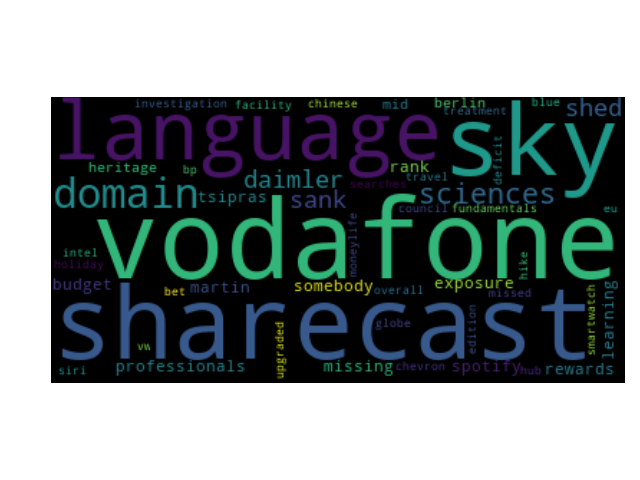 investigation facility chinese mid berlin blue shed
language sky treatment
heritage bp rank deficit
domain tsipras daimler searches travel sciences
sank council fundamentals eu
vodafone moneylife
intel hike
holiday
budget bet martin somebody overall exposure missed
sharecast globe edition smartwatch learning
vw upgraded
siri professionals missing chevron spotify hub rewards